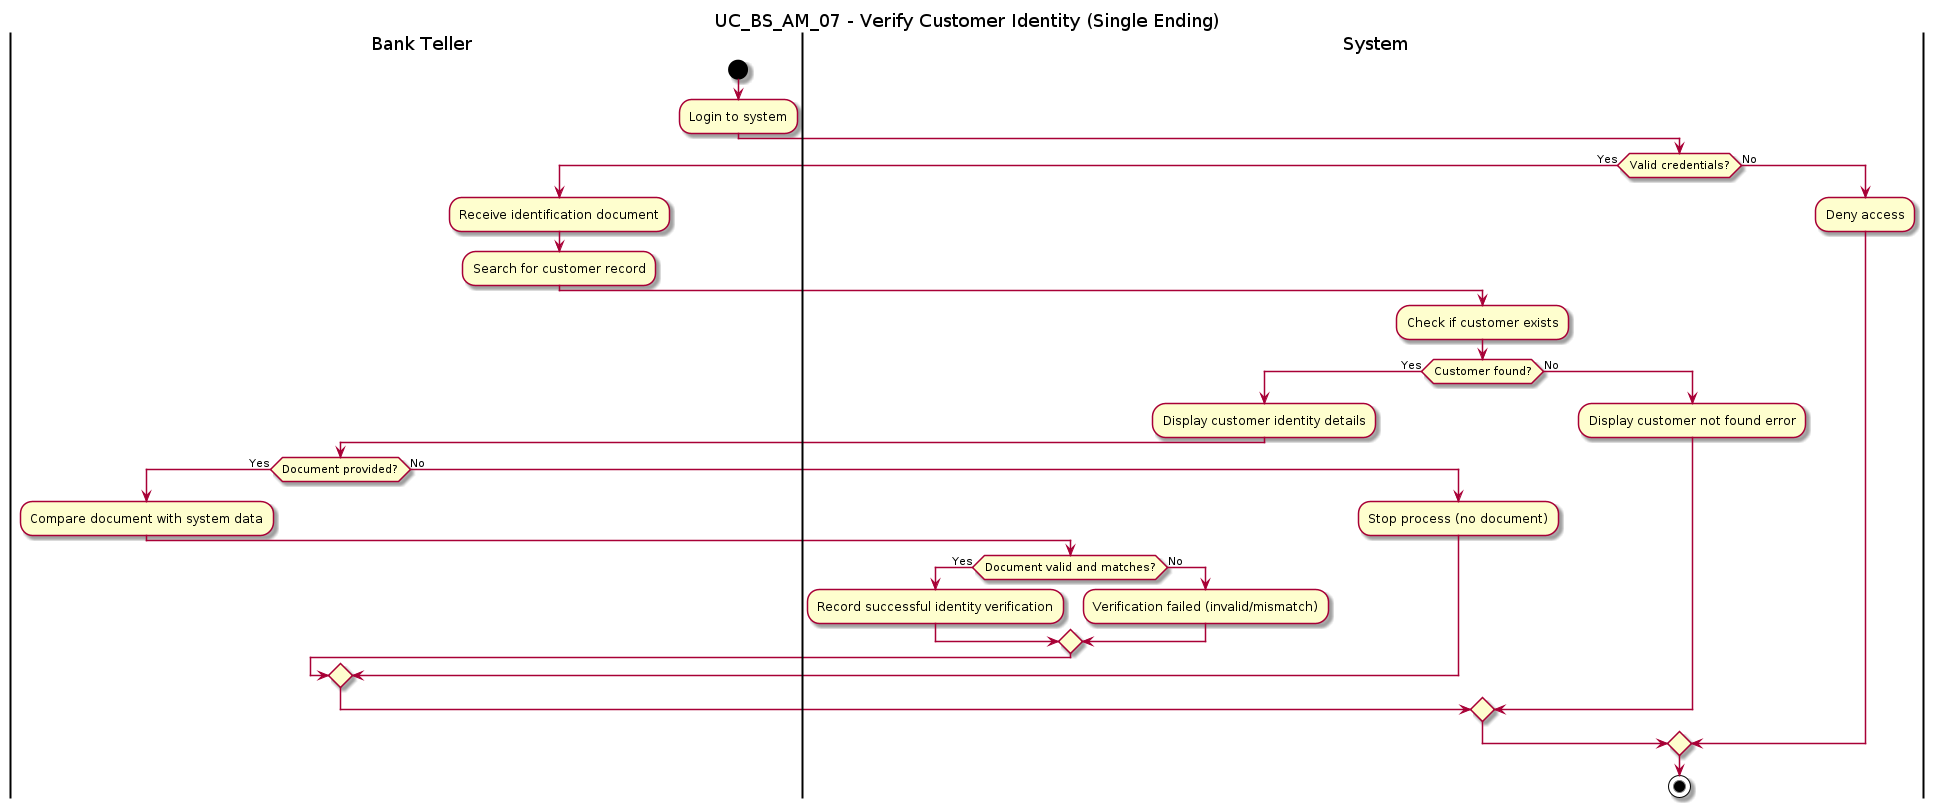 UC_BS_AM_07 - Verify Customer Identity (Single Ending)
Bank Teller
System
Login to system
Valid credentials?
Yes
No
Receive identification document
Deny access
Search for customer record
Check if customer exists
Customer found?
Yes
No
Display customer identity details
Display customer not found error
Document provided?
Yes
No
Compare document with system data
Stop process (no document)
Document valid and matches?
Yes
No
Record successful identity verification
Verification failed (invalid/mismatch)